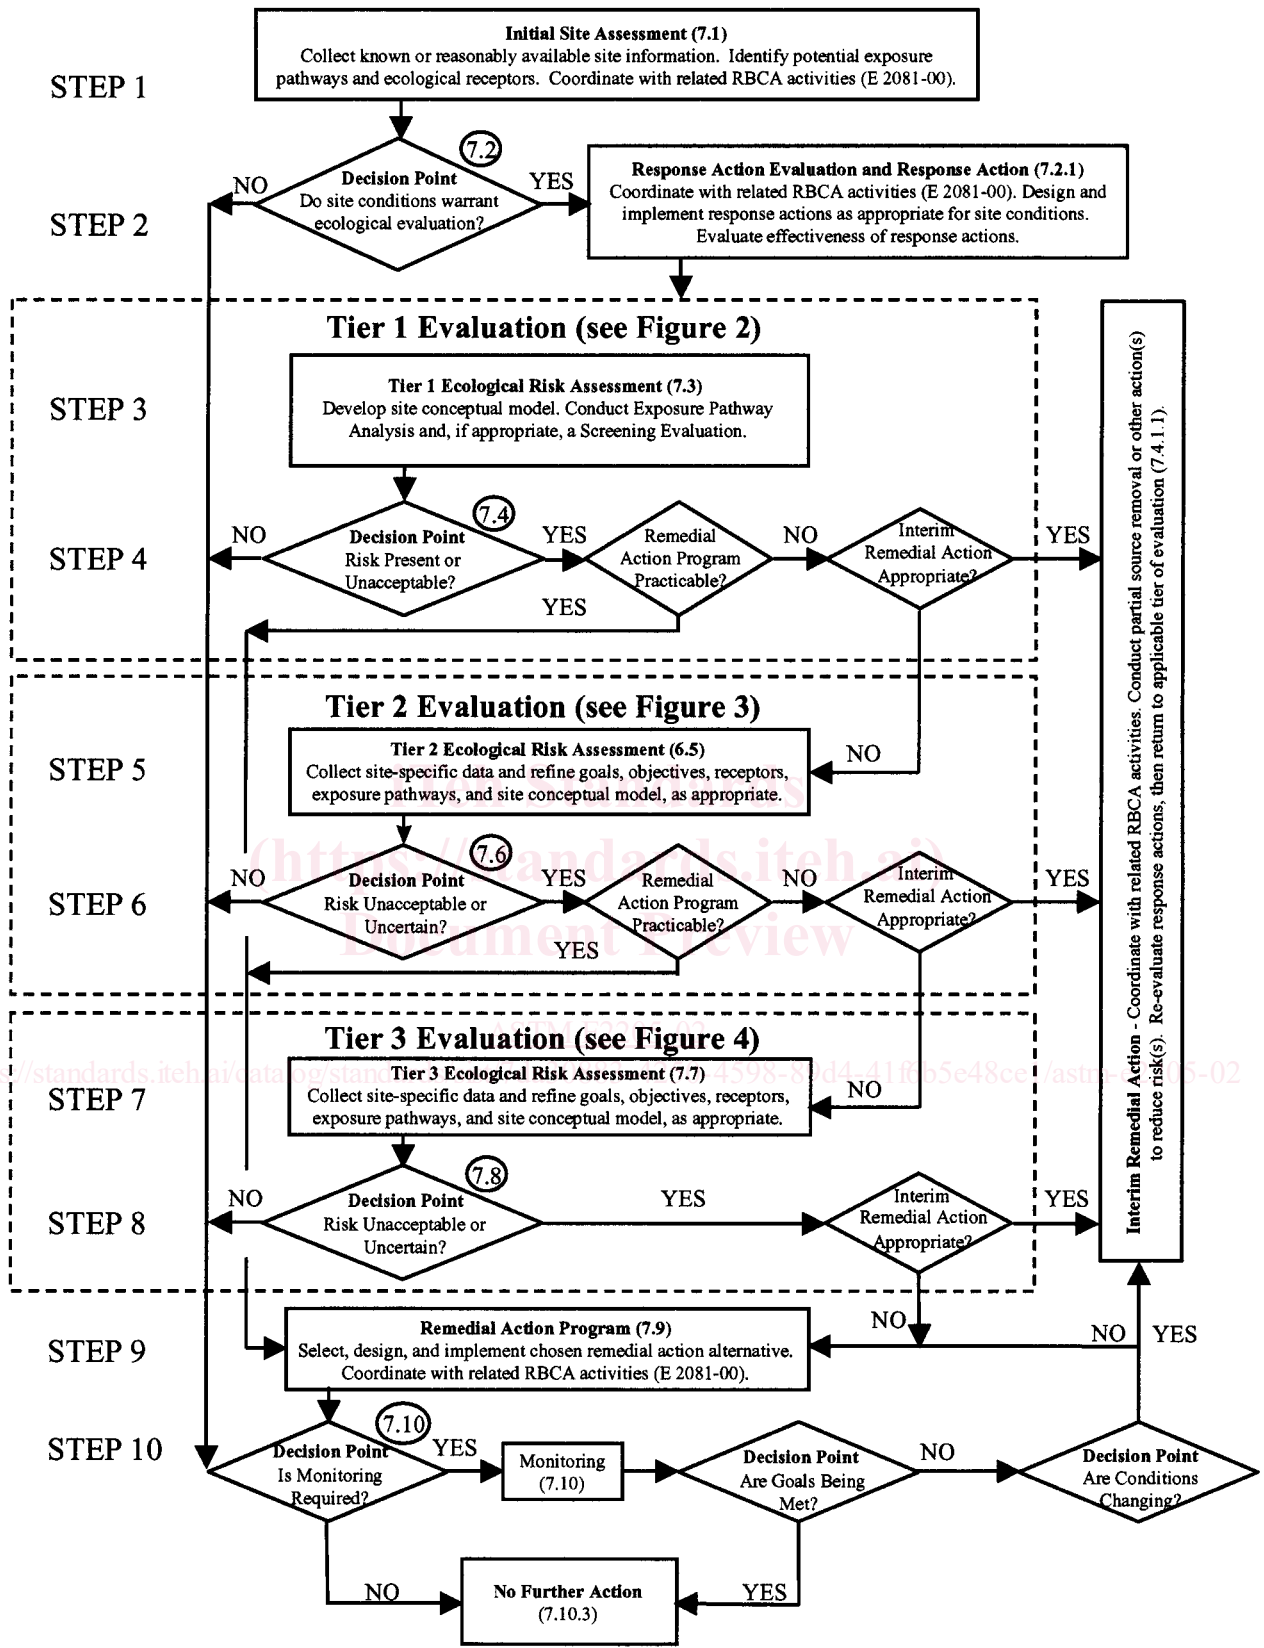 Initial Site Assessment (7.1)
Collect known or reasonably available site information. Identify potential exposure
pathways and ecological receptors. Coordinate with related RBCA activities (E 2081-00).
STEP 1
7.2
Decision Point
Do site conditions warrant
ecological evaluation?
NO
YES
STEP 2
Response Action Evaluation and Response Action (7.2.1)
Coordinate with related RBCA activities (E 2081-00). Design and
implement response actions as appropriate for site conditions.
Evaluate effectiveness of response actions.
Tier 1 Evaluation (see Figure 2)
STEP 3
Tier 1 Ecological Risk Assessment (7.3)
Develop site conceptual model. Conduct Exposure Pathway
Analysis and, if appropriate, a Screening Evaluation.
STEP 4
NO
7.4
Decision Point
Risk Present or
Unacceptable?
YES
Remedial
Action Program
Practicable?
NO
Interim
Remedial Action
Appropriate?
YES
YES
Tier 2 Evaluation (see Figure 3)
STEP 5
Tier 2 Ecological Risk Assessment (6.5)
Collect site-specific data and refine goals, objectives, receptors,
exposure pathways, and site conceptual model, as appropriate.
NO
STEP 6
NO
7.6
Decision Point
Risk Unacceptable or
Uncertain?
YES
Remedial
Action Program
Practicable?
NO
Interim
Remedial Action
Appropriate?
YES
YES
Tier 3 Evaluation (see Figure 4)
STEP 7
Tier 3 Ecological Risk Assessment (7.7)
Collect site-specific data and refine goals, objectives, receptors,
exposure pathways, and site conceptual model, as appropriate.
NO
STEP 8
NO
7.8
Decision Point
Risk Unacceptable or
Uncertain?
YES
Interim
Remedial Action
Appropriate?
YES
NO
Interim Remedial Action - Coordinate with related RBCA activities. Conduct partial source removal or other action(s)
to reduce risk(s). Re-evaluate response actions, then return to applicable tier of evaluation (7.4.1.1).
STEP 9
Remedial Action Program (7.9)
Select, design, and implement chosen remedial action alternative.
Coordinate with related RBCA activities (E 2081-00).
NO
YES
STEP 10
7.10
Decision Point
Is Monitoring
Required?
YES
Monitoring
(7.10)
Decision Point
Are Goals Being
Met?
NO
Decision Point
Are Conditions
Changing?
NO
No Further Action
(7.10.3)
YES
iTeh Standards
(https://standards.iteh.ai)
Document Preview